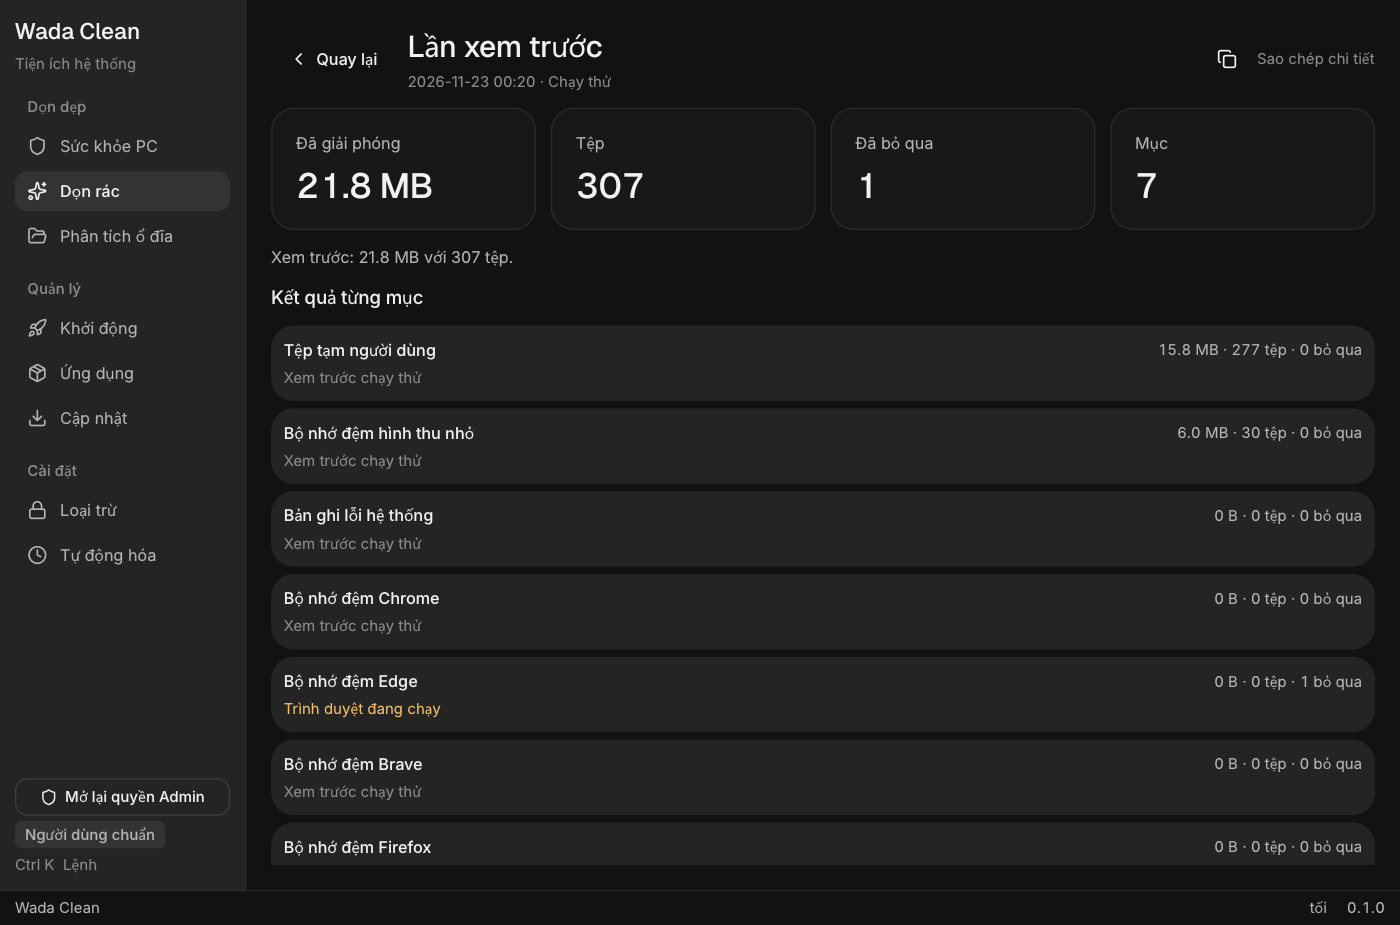 Wada Clean
Tiện ích hệ thống
Dọn dẹp
Sức khỏe PC
Dọn rác
Phân tích ổ đĩa
Quản lý
Khởi động
Ứng dụng
Cập nhật
Cài đặt
Loại trừ
Tự động hóa
Mở lại quyền Admin
Người dùng chuẩn
Ctrl K Lệnh
Quay lại
Lần xem trước
2026-11-23 00:20 · Chạy thử
Sao chép chi tiết
Đã giải phóng
21.8 MB
Tệp
307
Đã bỏ qua
1
Mục
7
Xem trước: 21.8 MB với 307 tệp.
Kết quả từng mục
Tệp tạm người dùng
15.8 MB · 277 tệp · 0 bỏ qua
Xem trước chạy thử
Bộ nhớ đệm hình thu nhỏ
6.0 MB · 30 tệp · 0 bỏ qua
Xem trước chạy thử
Bản ghi lỗi hệ thống
0 B · 0 tệp · 0 bỏ qua
Xem trước chạy thử
Bộ nhớ đệm Chrome
0 B · 0 tệp · 0 bỏ qua
Xem trước chạy thử
Bộ nhớ đệm Edge
0 B · 0 tệp · 1 bỏ qua
Trình duyệt đang chạy
Bộ nhớ đệm Brave
0 B · 0 tệp · 0 bỏ qua
Xem trước chạy thử
Bộ nhớ đệm Firefox
0 B · 0 tệp · 0 bỏ qua
Wada Clean
tối
0.1.0